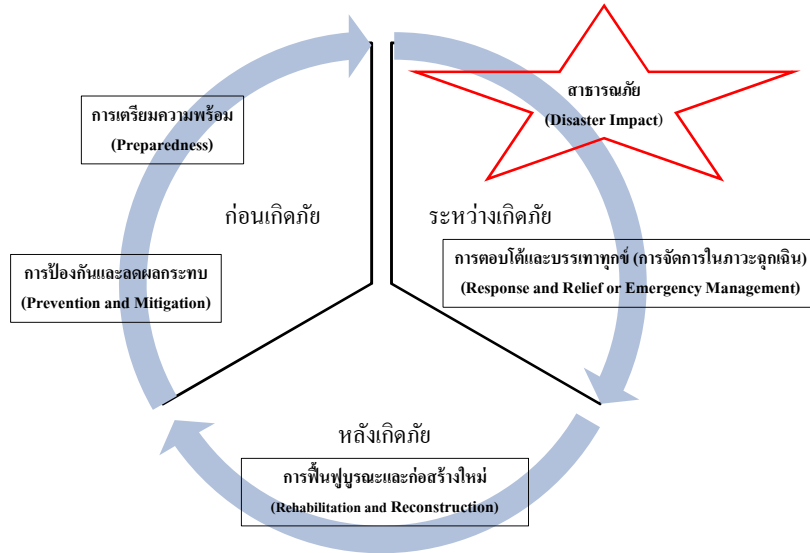 สาธารณภัย
(Disaster Impact)
การเตรียมความพร้อม
(Preparedness)
ก่อนเกิดภัย
ระหว่างเกิดภัย
การตอบโต้และบรรเทาทุกข์ (การจัดการในภาวะฉุกเฉิน)
(Response and Relief or Emergency Management)
การป้องกันและลดผลกระทบ
(Prevention and Mitigation)
หลังเกิดภัย
การฟื้นฟูบูรณะและก่อสร้างใหม่
(Rehabilitation and Reconstruction)